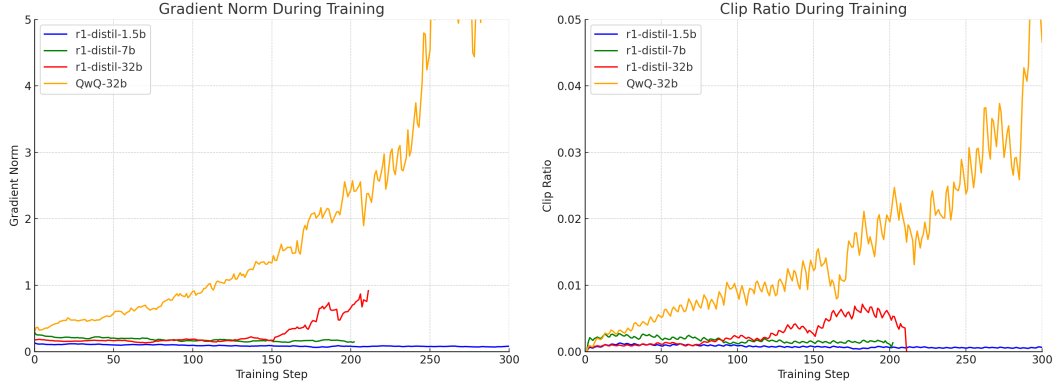 Gradient Norm During Training
r1-distil-1.5b
r1-distil-7b
r1-distil-32b
QwQ-32b
5
4
3
2
1
0
Gradient Norm
0 50 100 150 200 250 300
Training Step
Clip Ratio During Training
r1-distil-1.5b
r1-distil-7b
r1-distil-32b
QwQ-32b
0.05
0.04
0.03
0.02
0.01
0.00
Clip Ratio
0 50 100 150 200 250 300
Training Step